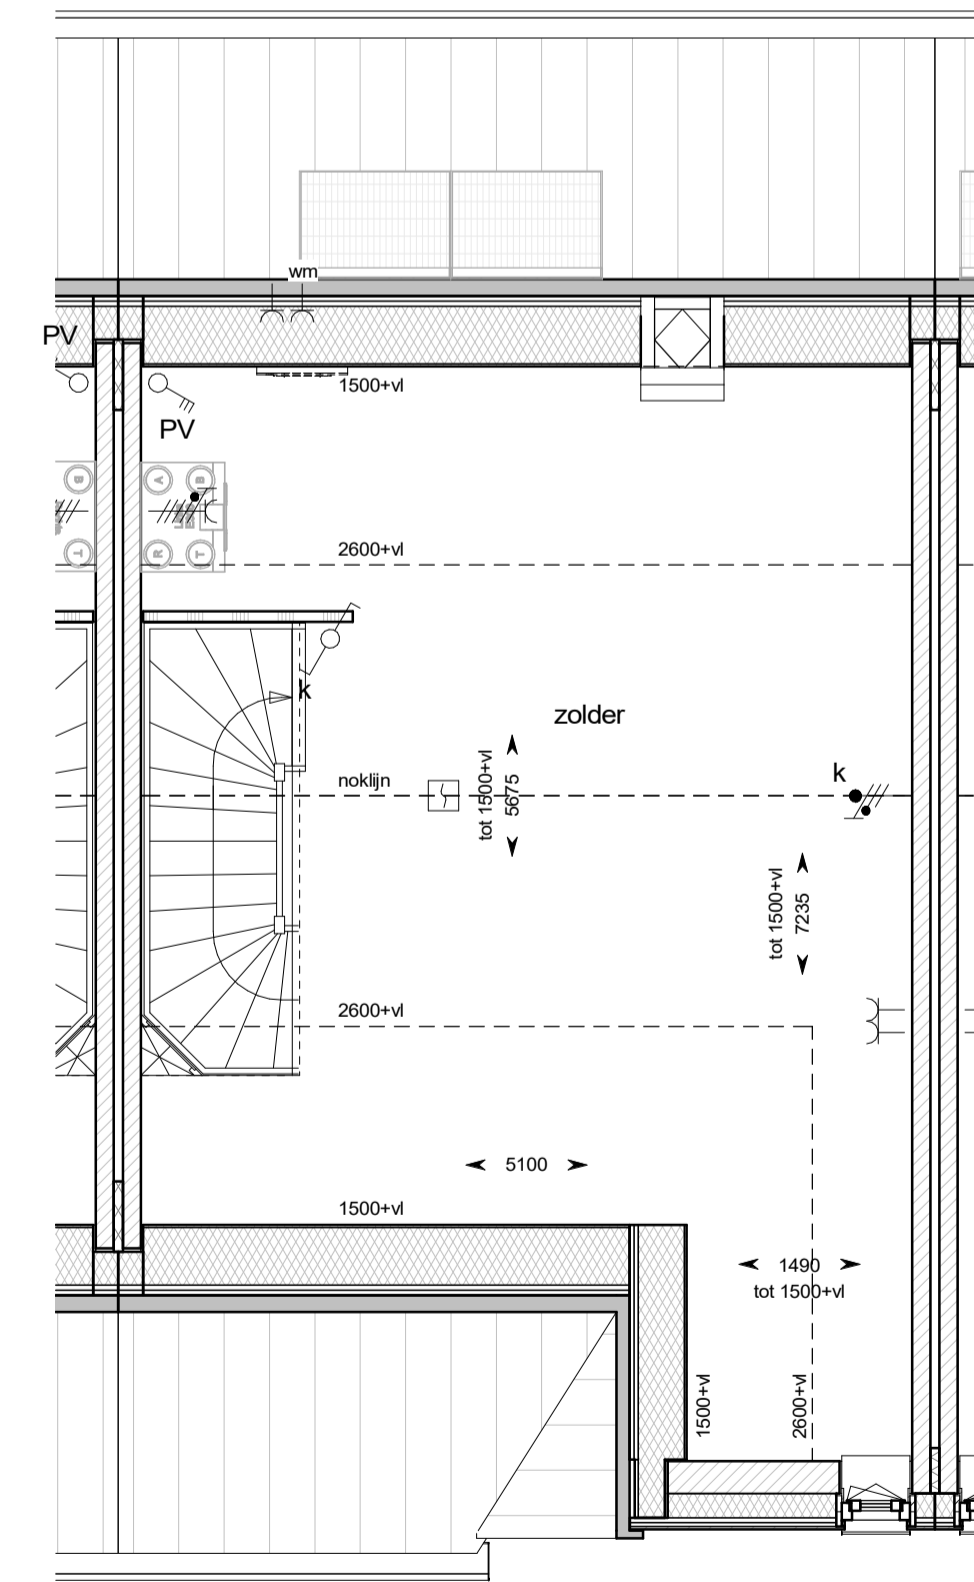 wm
PV
1500+vl
PV
B
A
B
2600+vl
T
R
T
k
zolder
noklijn
tot 1500+vl
5675
k
tot 1500+vl
7235
2600+vl
5100
1500+vl
1490
tot 1500+vl
1500+vl
2600+vl